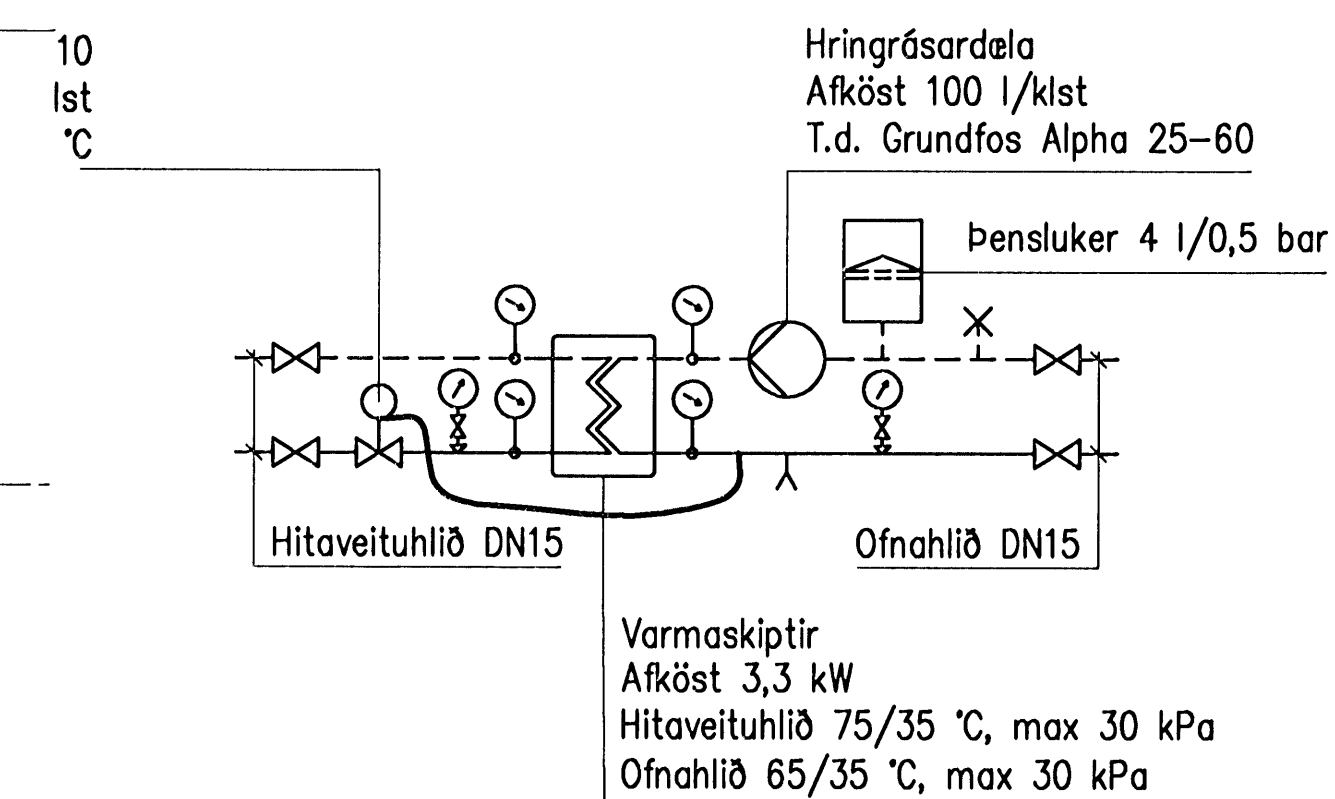 10
lst
°C
Hringrásardæla
Afköst 100 l/klst
T.d. Grundfos Alpha 25-60
Þensluker 4 l/0,5 bar
Hitaveituhlið DN15
Ofnahlið DN15
Varmaskiptir
Afköst 3,3 kW
Hitaveituhlið 75/35 °C, max 30 kPa
Ofnahlið 65/35 °C, max 30 kPa